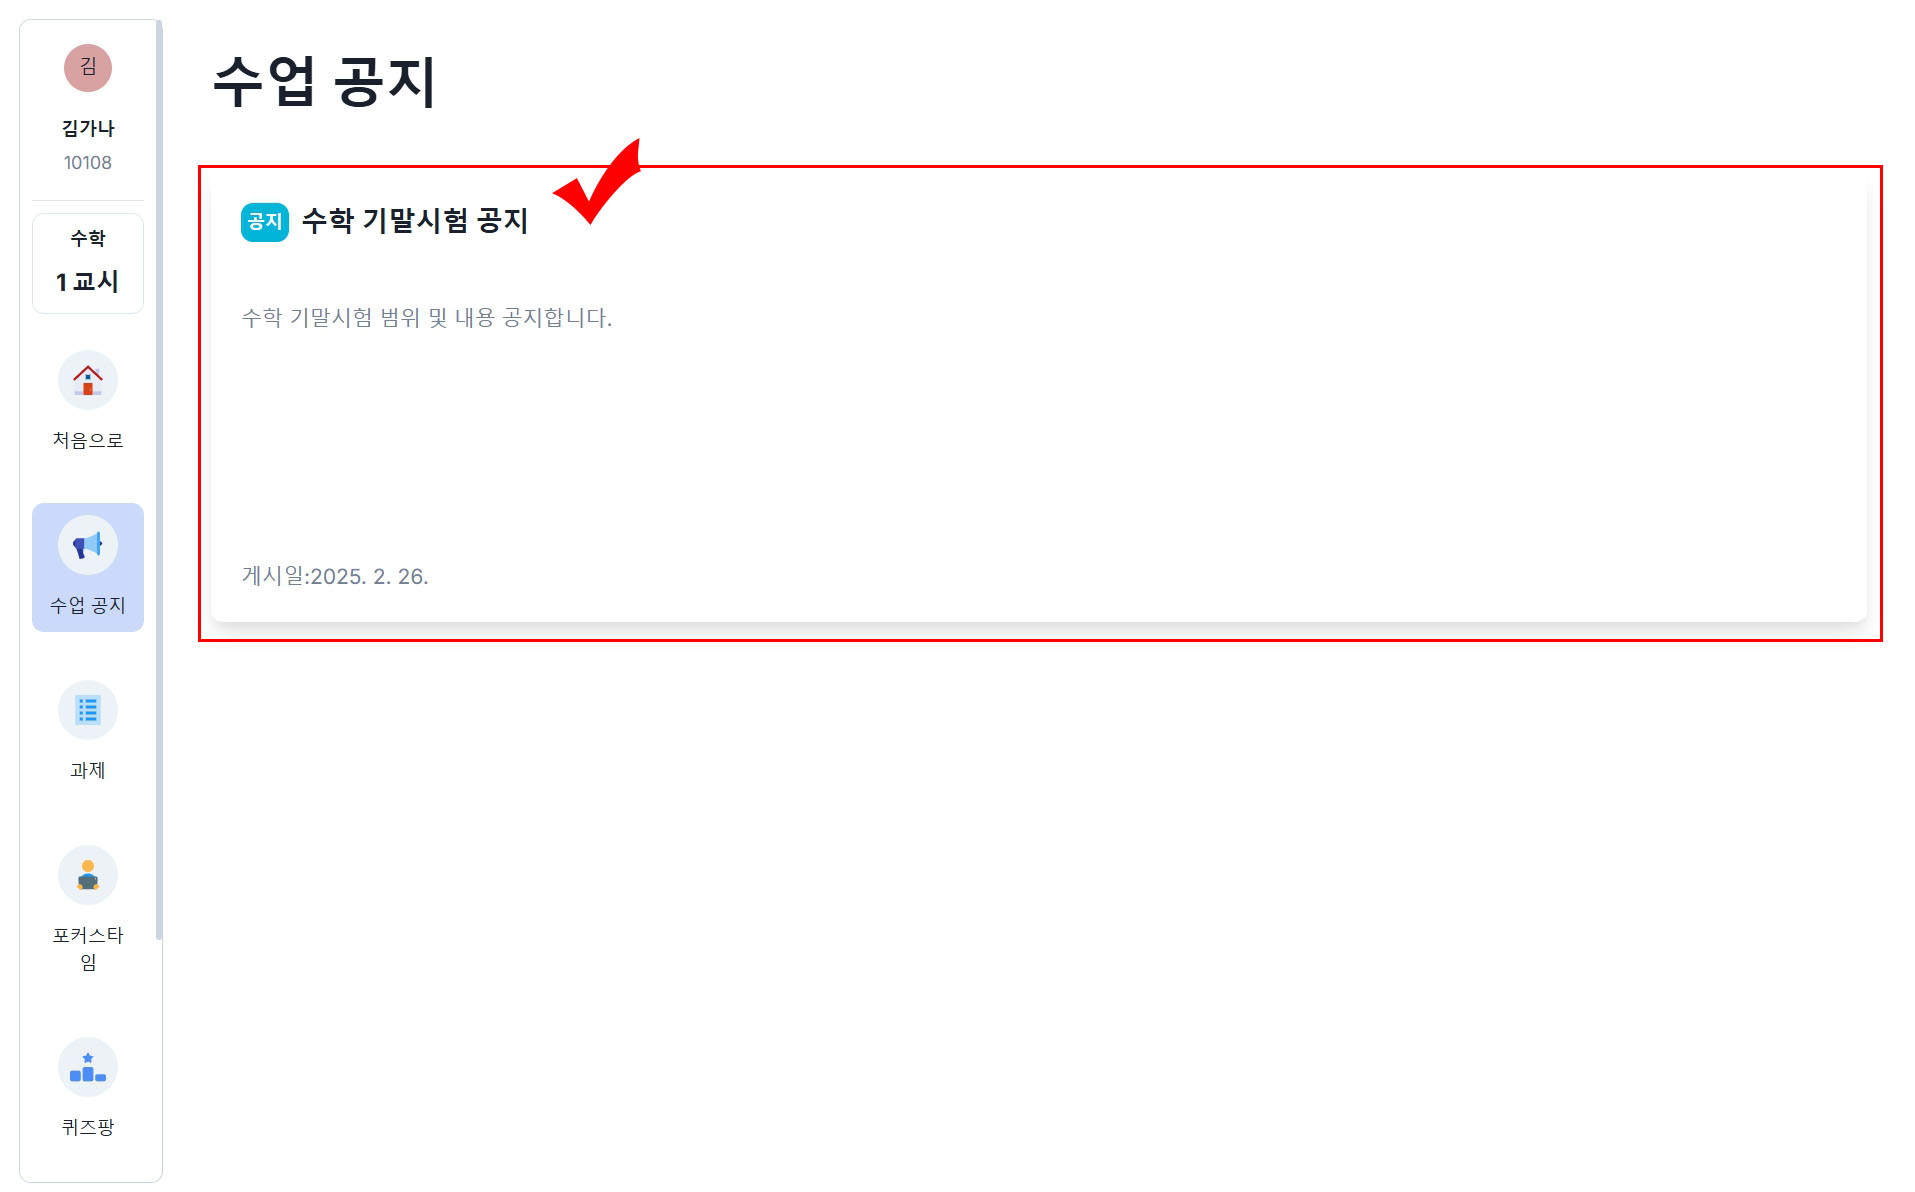 김
김가나
10108
수학
1 교시
처음으로
수업 공지
과제
포커스타
임
퀴즈팡
수업 공지
공지 수학 기말시험 공지
수학 기말시험 범위 및 내용 공지합니다.
게시일:2025. 2. 26.